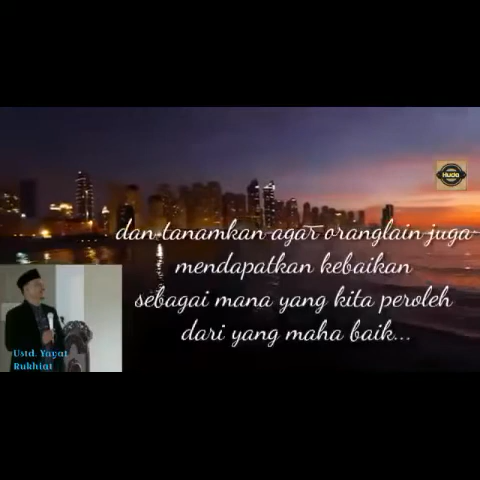 HUDA
dan tanamkan agar oranglain juga
mendapatkan kebaikan
sebagai mana yang kita peroleh
dari yang maha baik...
Ustd. Yayat
Rukhiat